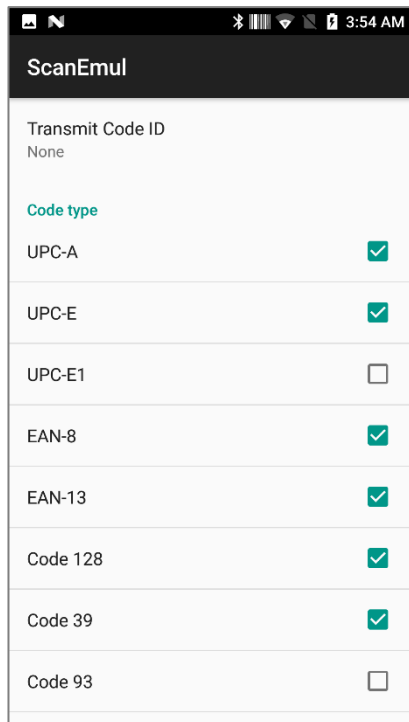 3:54 AM
ScanEmul
Transmit Code ID
None
Code type
UPC-A
UPC-E
UPC-E1
EAN-8
EAN-13
Code 128
Code 39
Code 93